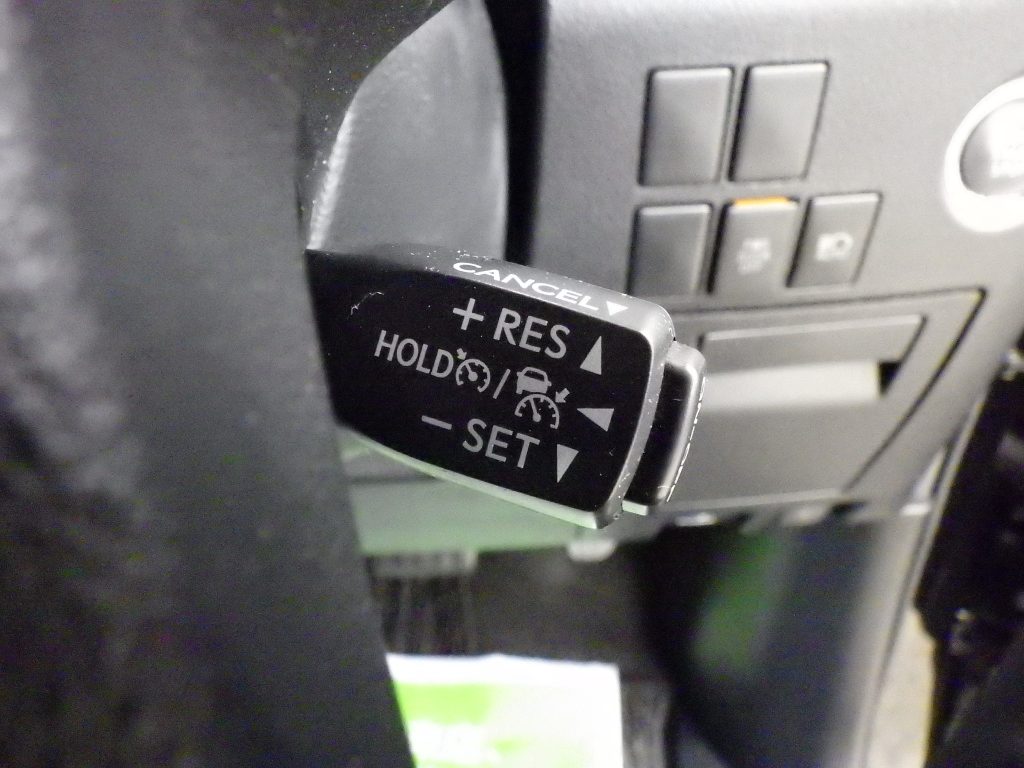 CANCEL
+ RES
HOLD /
- SET